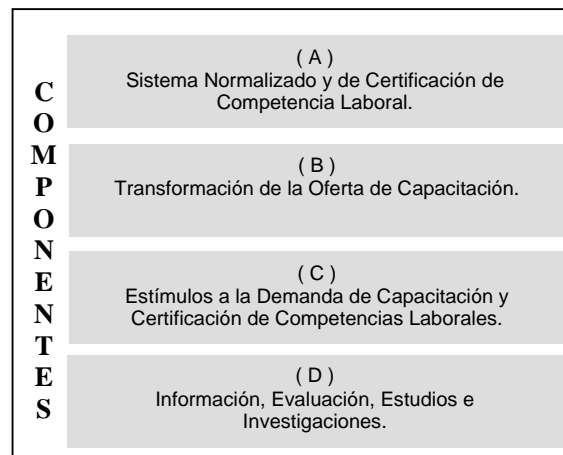 COMPONENTES
( A )
Sistema Normalizado y de Certificación de
Competencia Laboral.
( B )
Transformación de la Oferta de Capacitación.
( C )
Estímulos a la Demanda de Capacitación y
Certificación de Competencias Laborales.
( D )
Información, Evaluación, Estudios e
Investigaciones.